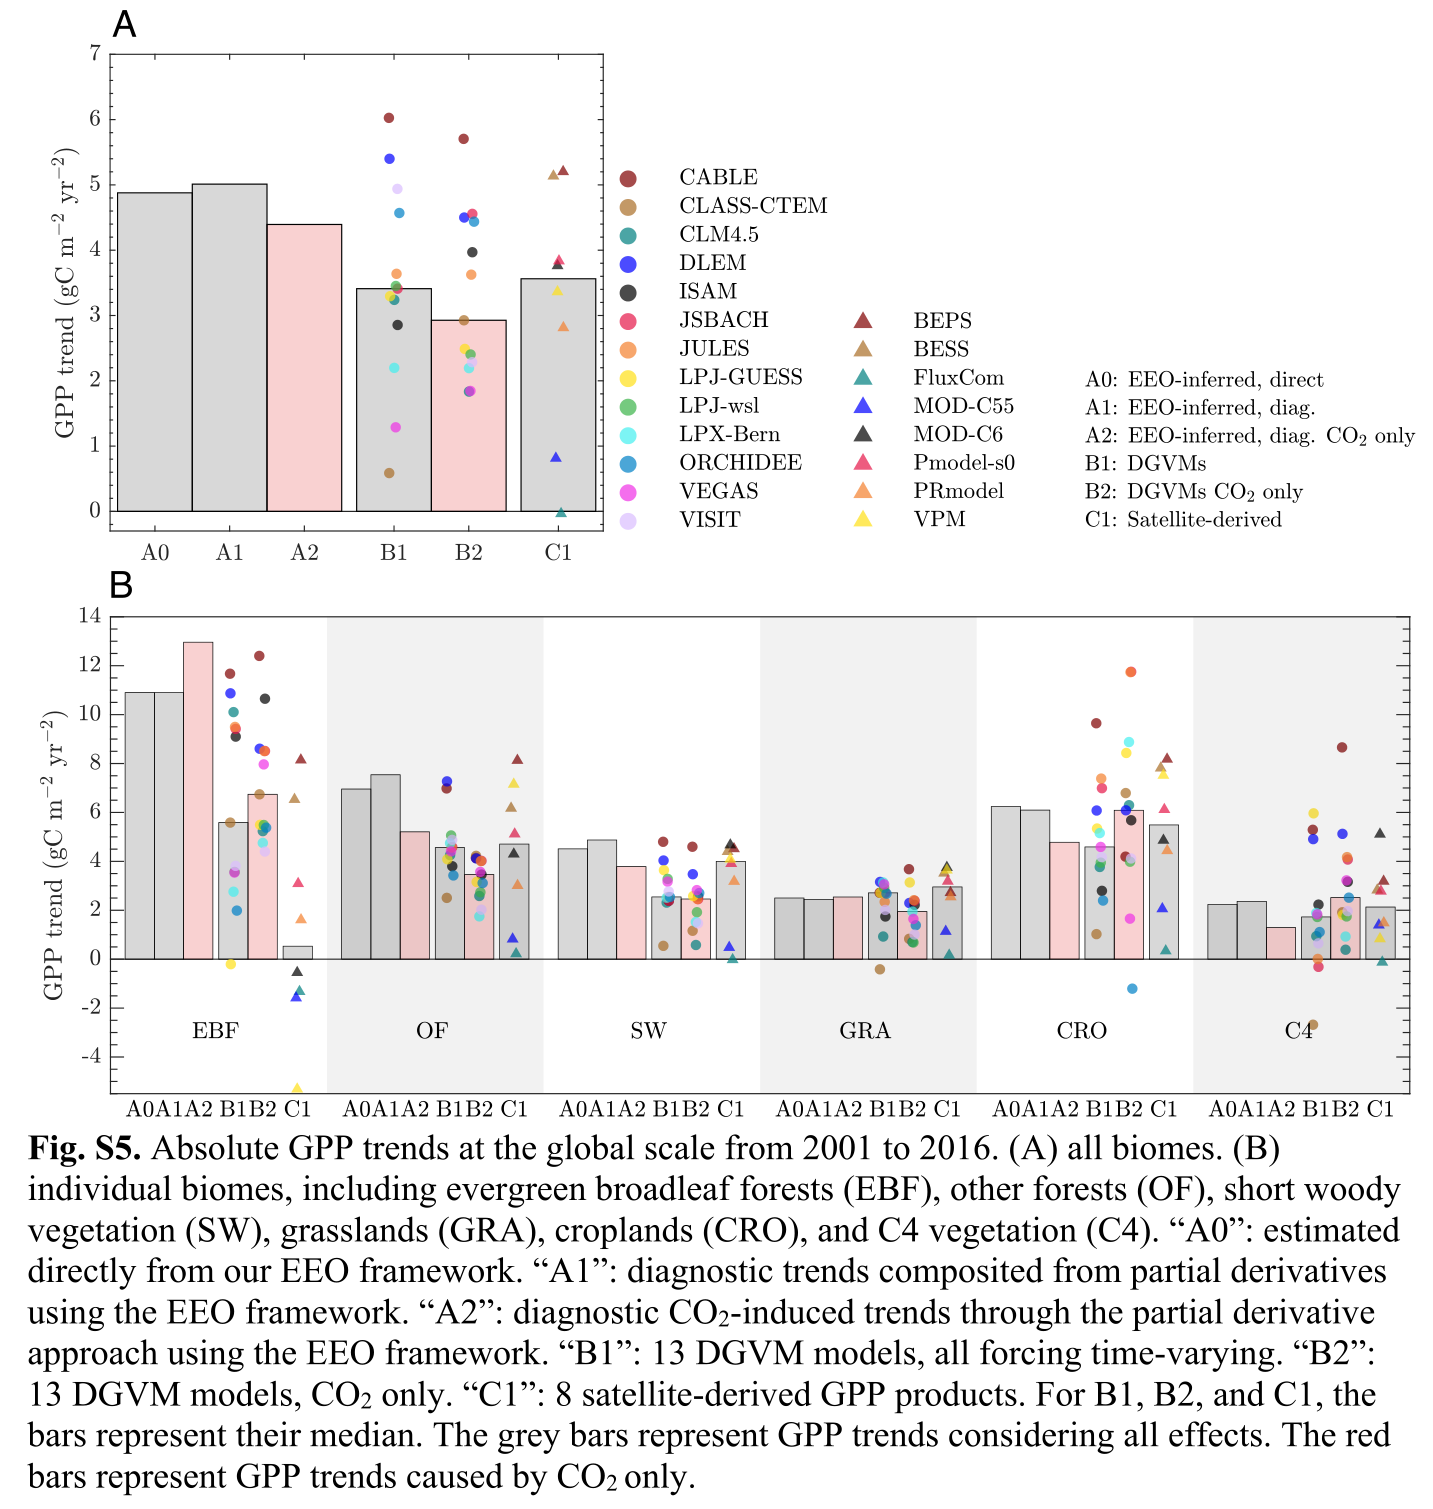 A
7
6
5
4
3
2
1
0
GPP trend (gC m−2 yr−2)
A0 A1 A2 B1 B2 C1
CABLE
CLASS-CTEM
CLM4.5
DLEM
ISAM
JSBACH
JULES
LPJ-GUESS
LPJ-wsl
LPX-Bern
ORCHIDEE
VEGAS
VISIT
BEPS
BESS
FluxCom
MOD-C55
MOD-C6
Pmodel-s0
PRmodel
VPM
A0: EEO-inferred, direct
A1: EEO-inferred, diag.
A2: EEO-inferred, diag. CO2 only
B1: DGVMs
B2: DGVMs CO2 only
C1: Satellite-derived
B
14
12
10
8
6
4
2
0
-2
-4
GPP trend (gC m−2 yr−2)
EBF OF SW GRA CRO C4
A0A1A2 B1B2 C1 A0A1A2 B1B2 C1 A0A1A2 B1B2 C1 A0A1A2 B1B2 C1 A0A1A2 B1B2 C1 A0A1A2 B1B2 C1
Fig. S5. Absolute GPP trends at the global scale from 2001 to 2016. (A) all biomes. (B)
individual biomes, including evergreen broadleaf forests (EBF), other forests (OF), short woody
vegetation (SW), grasslands (GRA), croplands (CRO), and C4 vegetation (C4). “A0”: estimated
directly from our EEO framework. “A1”: diagnostic trends composited from partial derivatives
using the EEO framework. “A2”: diagnostic CO2-induced trends through the partial derivative
approach using the EEO framework. “B1”: 13 DGVM models, all forcing time-varying. “B2”:
13 DGVM models, CO2 only. “C1”: 8 satellite-derived GPP products. For B1, B2, and C1, the
bars represent their median. The grey bars represent GPP trends considering all effects. The red
bars represent GPP trends caused by CO2 only.